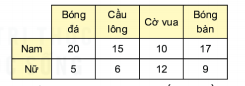 Bóng đá Cầu lông Cờ vua Bóng bàn
Nam 20 15 10 17
Nữ 5 6 12 9